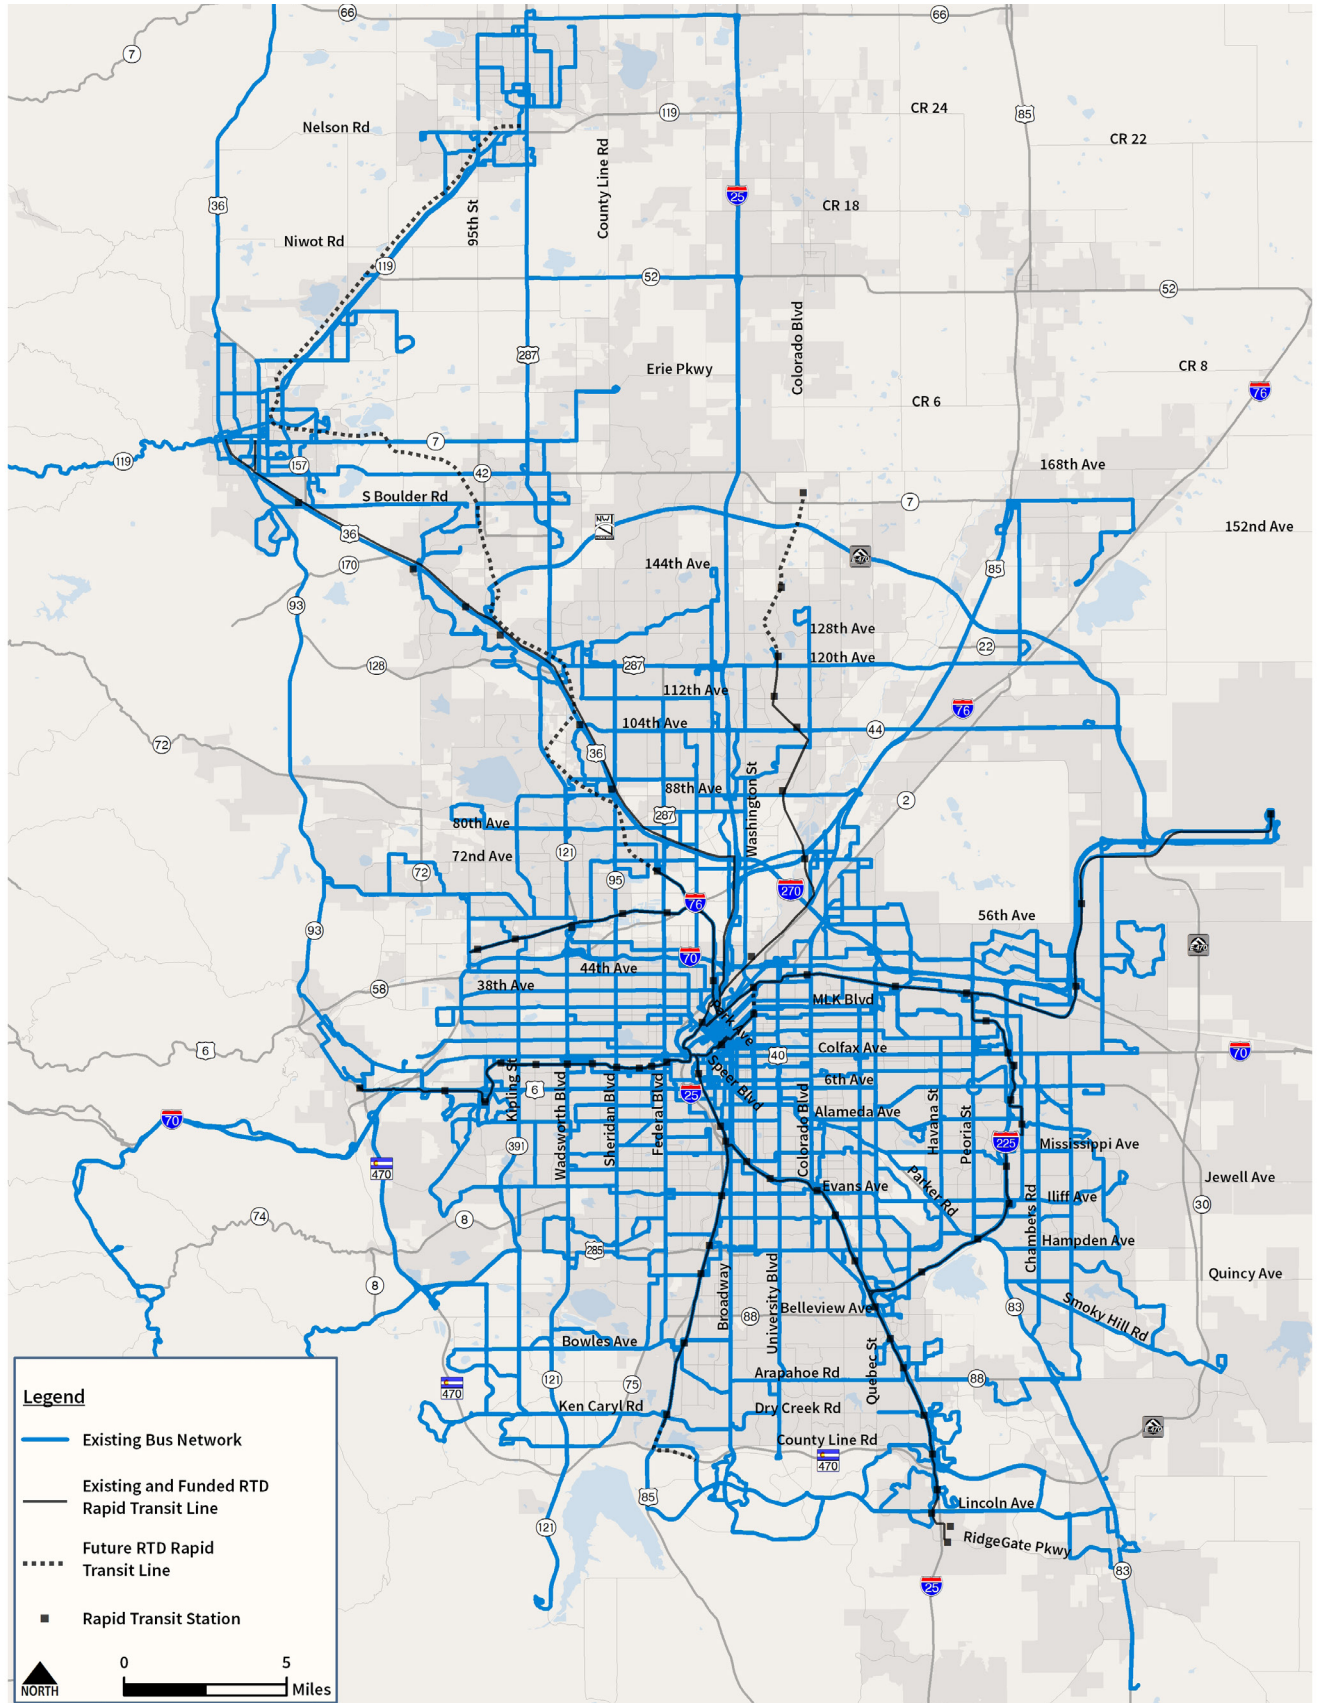 66
66
7
119
CR 24
85
Nelson Rd
CR 22
County Line Rd
25
36
CR 18
95th St
Niwot Rd
119
52
52
Colorado Blvd
287
Erie Pkwy
CR 8
76
CR 6
7
119
157
42
168th Ave
S Boulder Rd
7
36
152nd Ave
NW
E-470
144th Ave
170
85
93
128th Ave
22
120th Ave
128
287
112th Ave
76
104th Ave
44
72
36
88th Ave
Washington St
2
287
80th Ave
121
72nd Ave
72
95
270
76
56th Ave
93
E-470
70
44th Ave
58
38th Ave
MLK Blvd
Park Ave
6
Colfax Ave
40
70
Speer Blvd
6th Ave
Kipling St
6
Wadsworth Blvd
Sheridan Blvd
Federal Blvd
25
Colorado Blvd
Alameda Ave
Havana St
Peoria St
70
225
Mississippi Ave
391
470
Jewell Ave
Evans Ave
Parker Rd
Iliff Ave
30
Chambers Rd
74
8
285
Hampden Ave
Quincy Ave
8
Broadway
University Blvd
Belleview Ave
88
83
Smoky Hill Rd
Bowles Ave
Quebec St
Arapahoe Rd
88
121
75
470
Ken Caryl Rd
Dry Creek Rd
E-470
County Line Rd
470
85
Lincoln Ave
121
RidgeGate Pkwy
83
25
Legend
Existing Bus Network
Existing and Funded RTD
Rapid Transit Line
Future RTD Rapid
Transit Line
Rapid Transit Station
NORTH
0
5
Miles